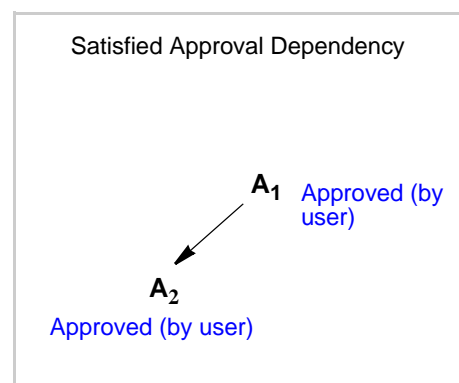 Satisfied Approval Dependency
A1 Approved (by
user)
A2
Approved (by user)